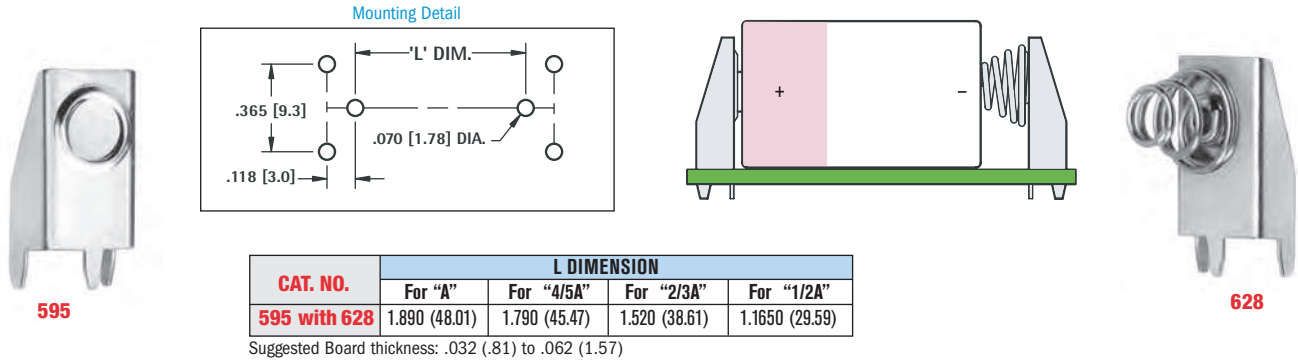 Mounting Detail
'L' DIM.
.365 [9.3]
.070 [1.78] DIA.
.118 [3.0]
+
–
595
628
CAT. NO.
L DIMENSION
For “A”
For “4/5A”
For “2/3A”
For “1/2A”
595 with 628
1.890 (48.01)
1.790 (45.47)
1.520 (38.61)
1.1650 (29.59)
Suggested Board thickness: .032 (.81) to .062 (1.57)